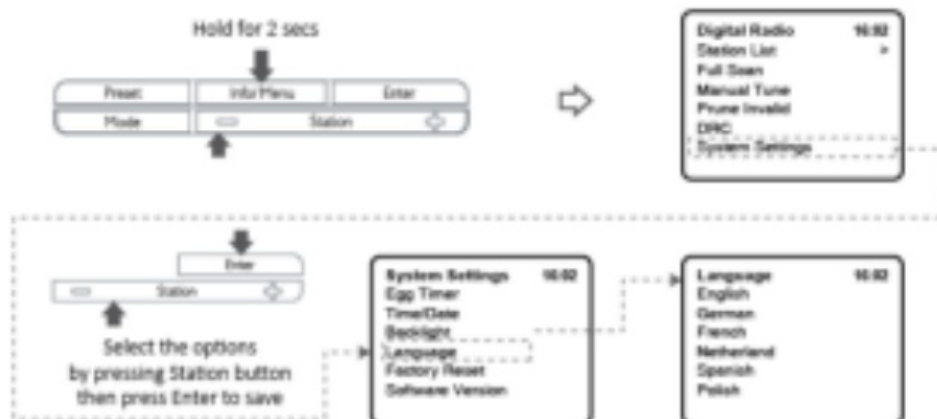 Hold for 2 secs
Preset Info/Menu Enter
Mode Station
Digital Radio 16:02
Station List >
Full Scan
Manual Tune
Prune Invalid
DRC
System Settings
Enter
Station
Select the options
by pressing Station button
then press Enter to save
System Settings 16:02
Egg Timer
Time/Date
Backlight
Language
Factory Reset
Software Version
Language 16:02
English
German
French
Netherland
Spanish
Polish